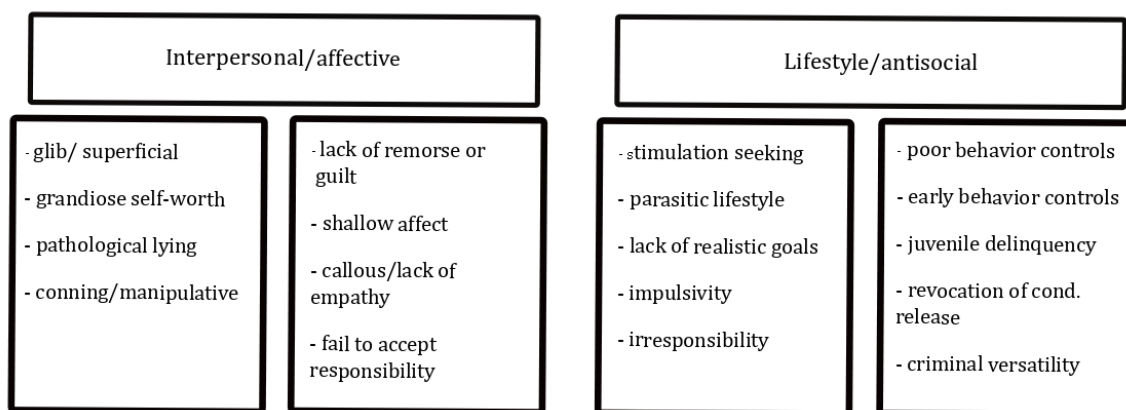 Interpersonal/affective
- glib/ superficial
- grandiose self-worth
- pathological lying
- conning/manipulative
- lack of remorse or
guilt
- shallow affect
- callous/lack of
empathy
- fail to accept
responsibility
Lifestyle/antisocial
- stimulation seeking
- parasitic lifestyle
- lack of realistic goals
- impulsivity
- irresponsibility
- poor behavior controls
- early behavior controls
- juvenile delinquency
- revocation of cond.
release
- criminal versatility